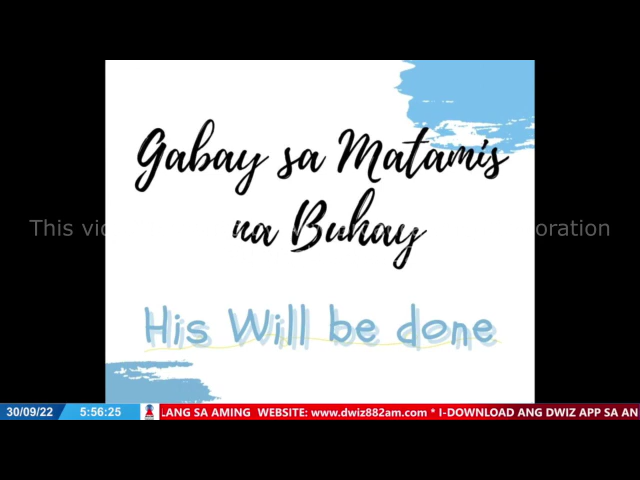 Gabay sa Matamis
na Buhay
This vi
oration
His Will be done
30/09/22 5:56:25 LANG SA AMING WEBSITE: www.dwiz882am.com * I-DOWNLOAD ANG DWIZ APP SA AN